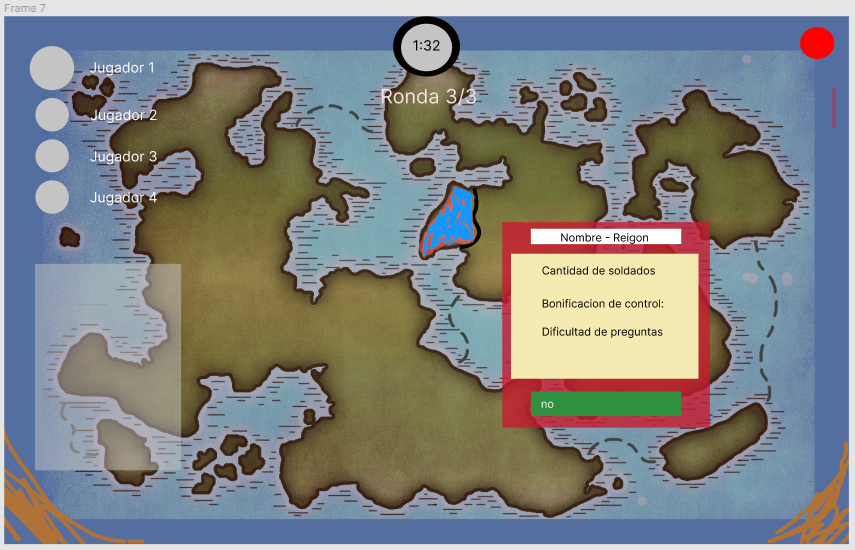 Frame 7
1:32
Jugador 1
Ronda 3/3
Jugador 2
Jugador 3
Jugador 4
Nombre - Reigon
Cantidad de soldados
Bonificacion de control:
Dificultad de preguntas
no